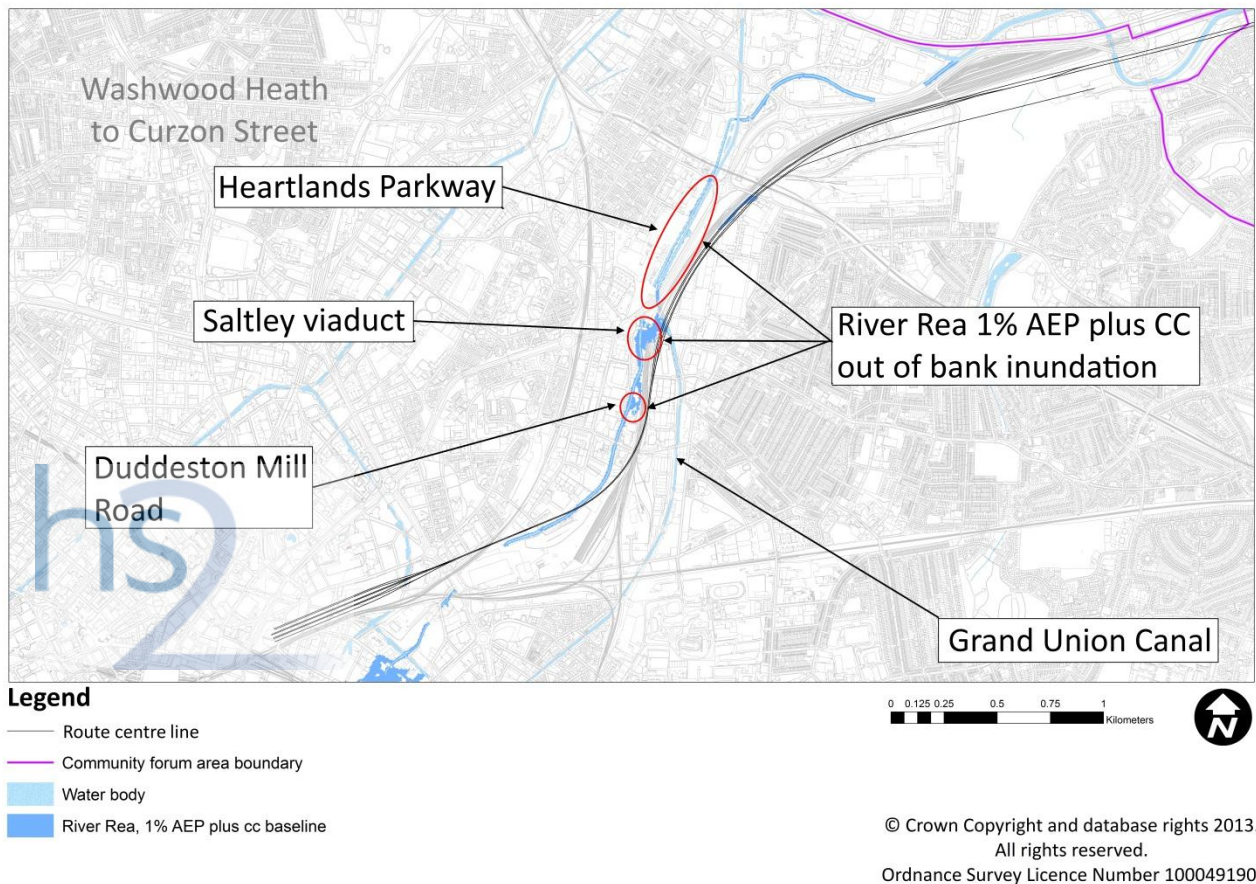 Washwood Heath
to Curzon Street
Heartlands Parkway
Saltley viaduct
River Rea 1% AEP plus CC
out of bank inundation
Duddeston Mill
Road
hs2
Grand Union Canal
Legend
Route centre line
Community forum area boundary
Water body
River Rea, 1% AEP plus cc baseline
0 0.125 0.25 0.5 0.75 1
Kilometers
N
© Crown Copyright and database rights 2013
All rights reserved.
Ordnance Survey Licence Number 100049190